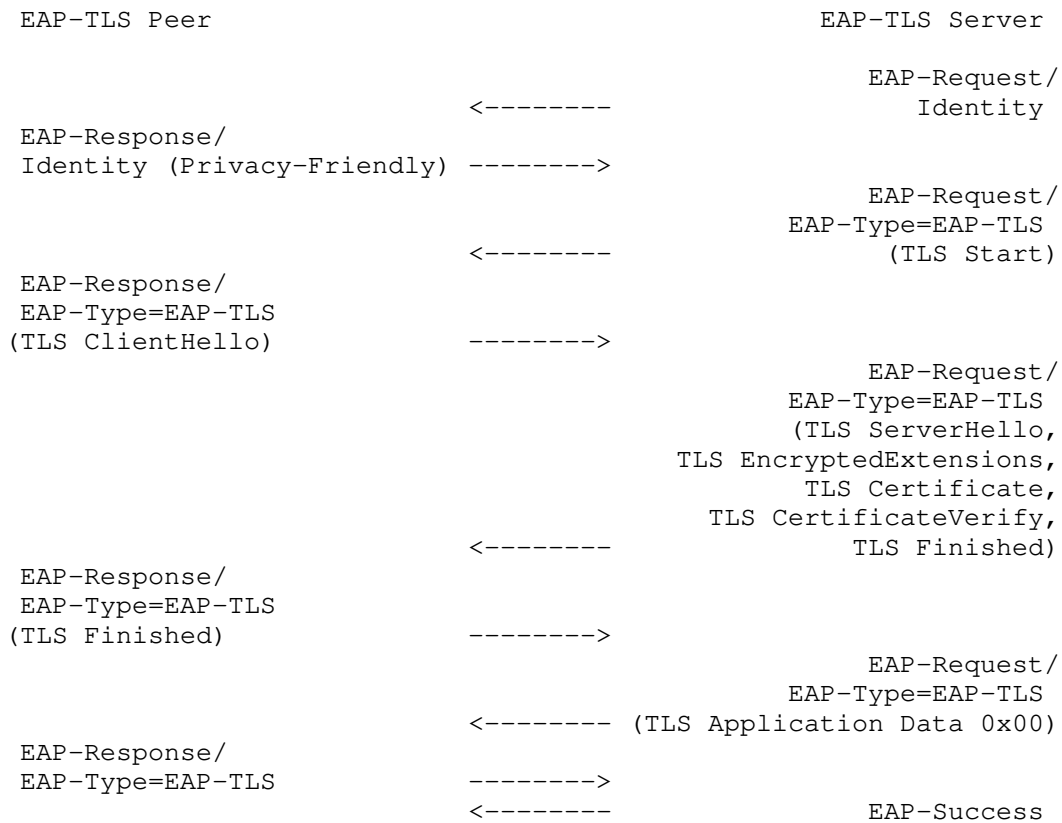 EAP-TLS Peer                                      EAP-TLS Server
EAP-Request/
<--------                   Identity
EAP-Response/
Identity (Privacy-Friendly) -------->
EAP-Request/
EAP-Type=EAP-TLS
<--------                 (TLS Start)
EAP-Response/
EAP-Type=EAP-TLS
(TLS ClientHello)            -------->
EAP-Request/
EAP-Type=EAP-TLS
(TLS ServerHello,
TLS EncryptedExtensions,
TLS Certificate,
TLS CertificateVerify,
<--------               TLS Finished)
EAP-Response/
EAP-Type=EAP-TLS
(TLS Finished)               -------->
EAP-Request/
EAP-Type=EAP-TLS
<-------- (TLS Application Data 0x00)
EAP-Response/
EAP-Type=EAP-TLS            -------->
<--------                EAP-Success